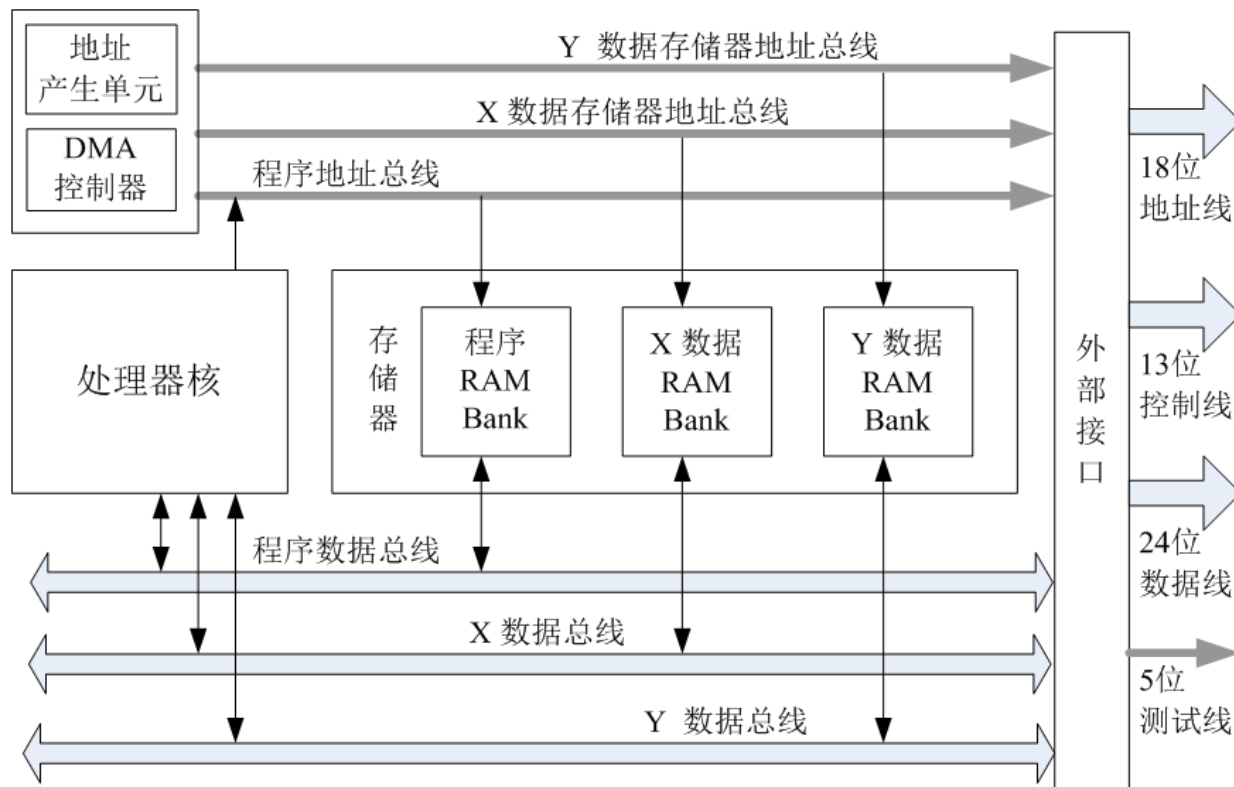 地址
产生单元
DMA
控制器
Y 数据存储器地址总线
X 数据存储器地址总线
程序地址总线
处理器核
存储器
程序
RAM
Bank
X 数据
RAM
Bank
Y 数据
RAM
Bank
外部接口
18位
地址线
13位
控制线
24位
数据线
5位
测试线
程序数据总线
X 数据总线
Y 数据总线